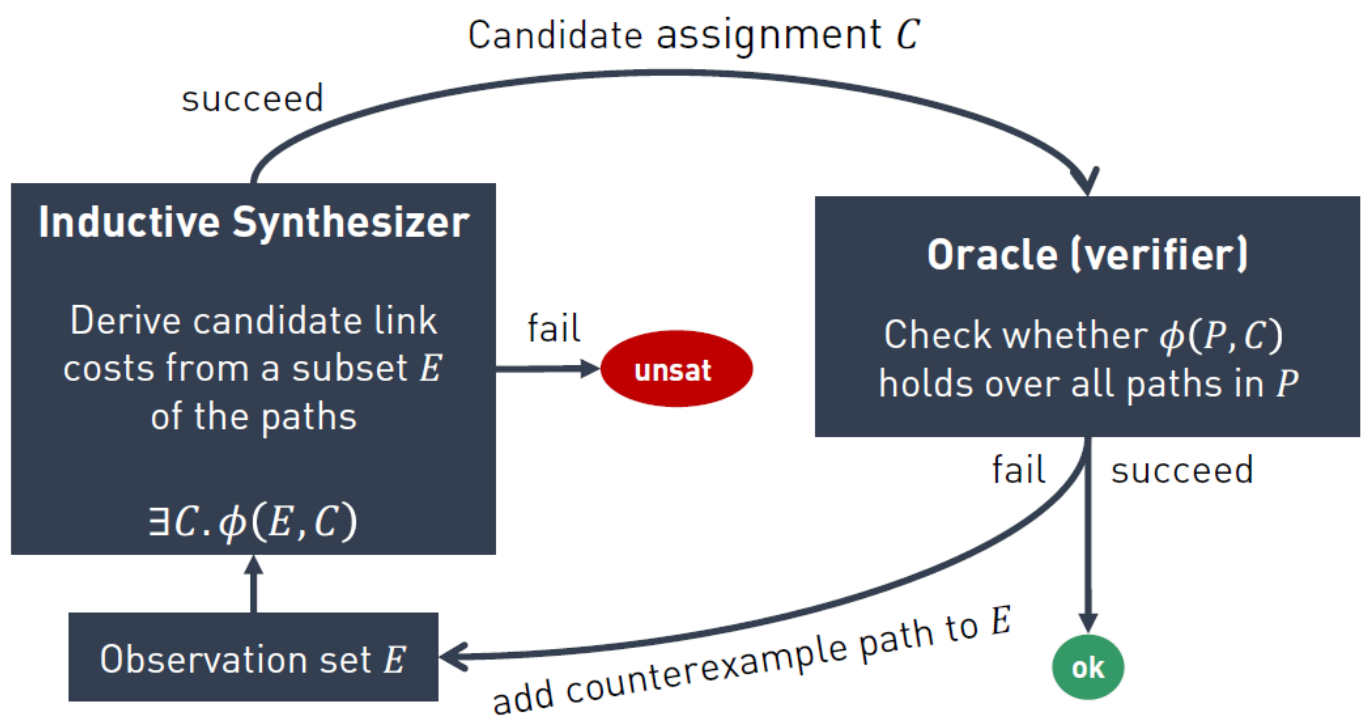 Candidate assignment C
succeed
Inductive Synthesizer
Derive candidate link
costs from a subset E
of the paths
∃C.ϕ(E,C)
fail
unsat
Oracle (verifier)
Check whether ϕ(P,C)
holds over all paths in P
fail
succeed
add counterexample path to E
Observation set E
ok